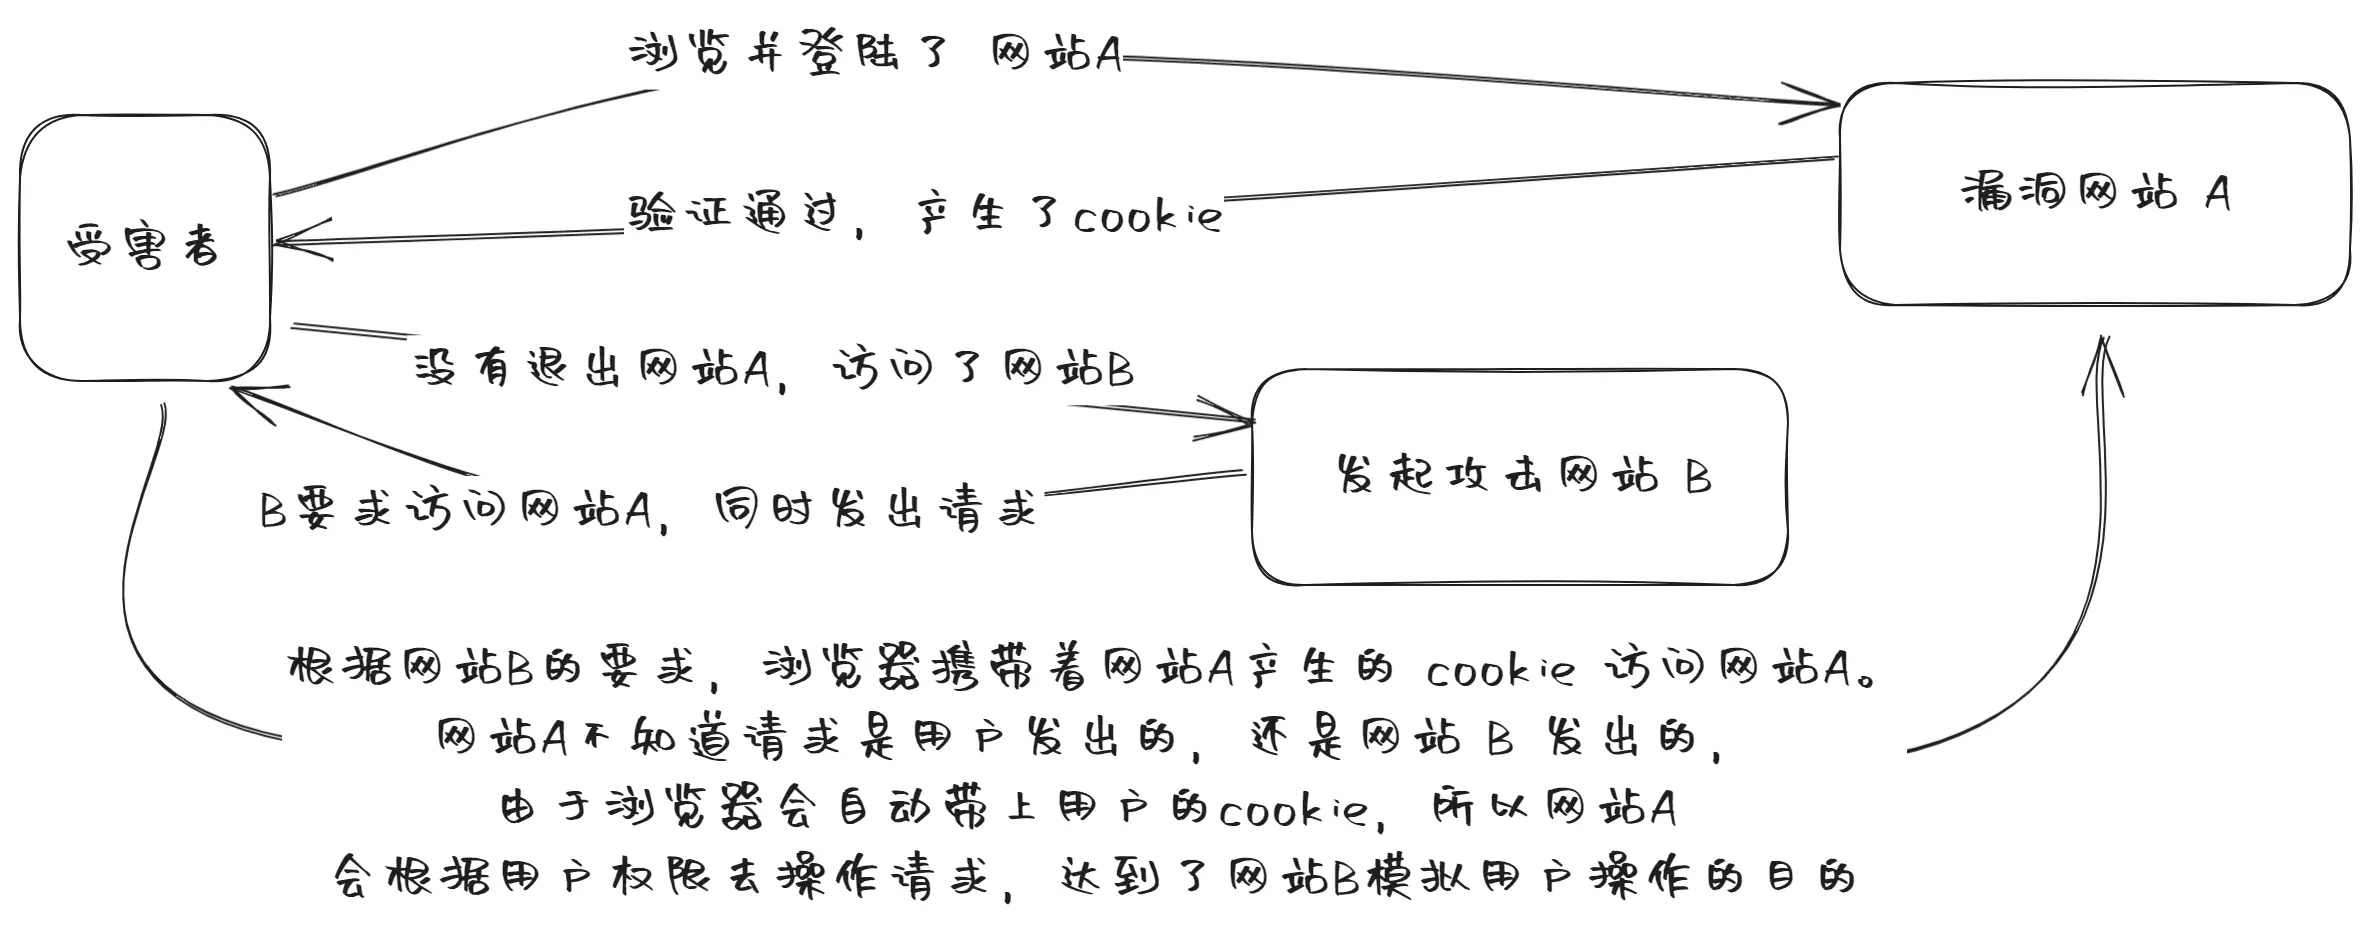 浏览并登陆了 网站A
漏洞网站 A
验证通过, 产生了cookie
受害者
没有退出网站A, 访问了网站B
发起攻击网站 B
B要求访问网站A, 同时发出请求
根据网站B的要求, 浏览器携带着网站A产生的 cookie 访问网站A。
网站A不知道请求是用户发出的, 还是网站 B 发出的,
由于浏览器会自动带上用户的cookie, 所以网站A
会根据用户权限去操作请求, 达到了网站B模拟用户操作的目的